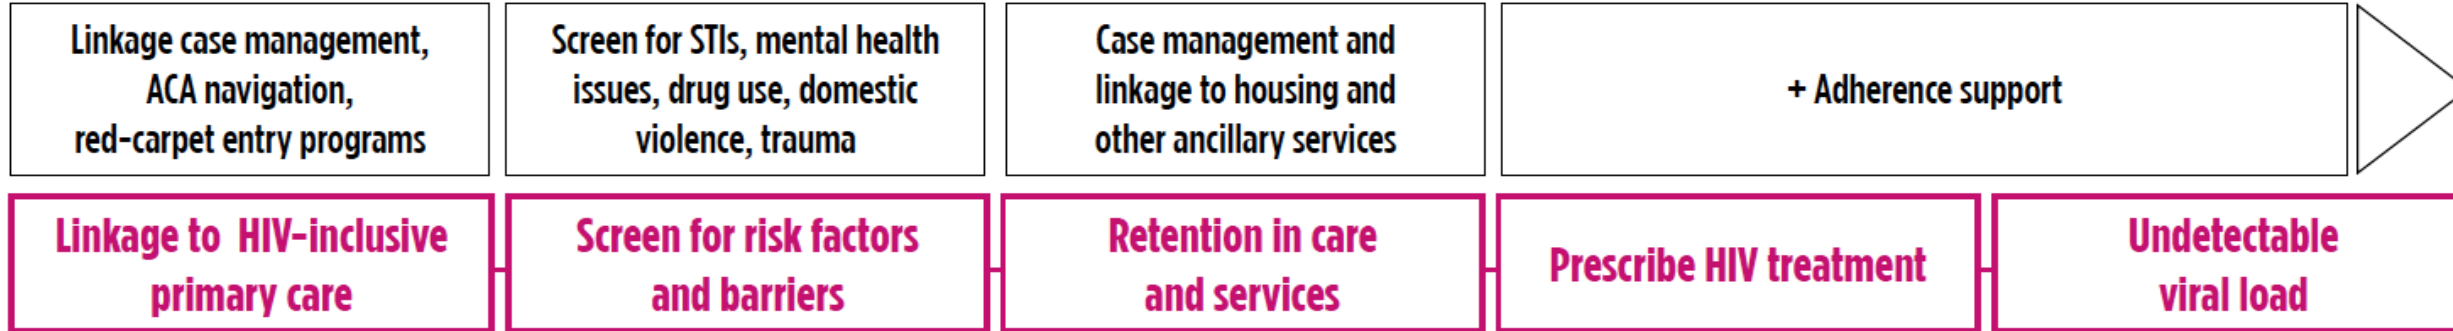 Linkage case management,
ACA navigation,
red-carpet entry programs
Screen for STIs, mental health
issues, drug use, domestic
violence, trauma
Case management and
linkage to housing and
other ancillary services
+ Adherence support
Linkage to HIV-inclusive
primary care
Screen for risk factors
and barriers
Retention in care
and services
Prescribe HIV treatment
Undetectable
viral load